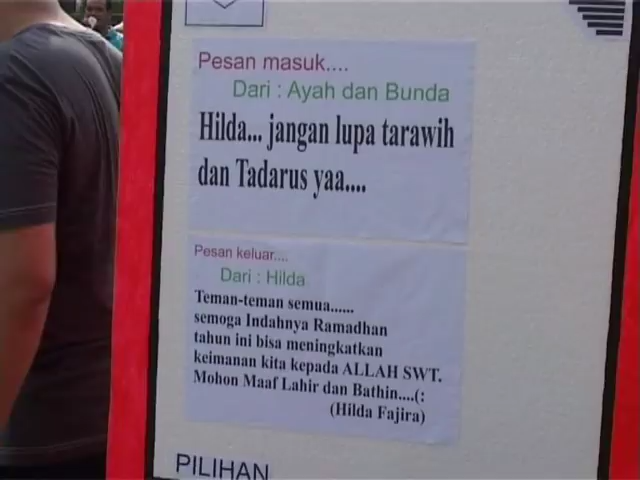 Pesan masuk....
Dari : Ayah dan Bunda
Hilda... jangan lupa tarawih
dan Tadarus yaa....
Pesan keluar....
Dari : Hilda
Teman-teman semua......
semoga Indahnya Ramadhan
tahun ini bisa meningkatkan
keimanan kita kepada ALLAH SWT.
Mohon Maaf Lahir dan Bathin....(:
(Hilda Fajira)
PILIHAN